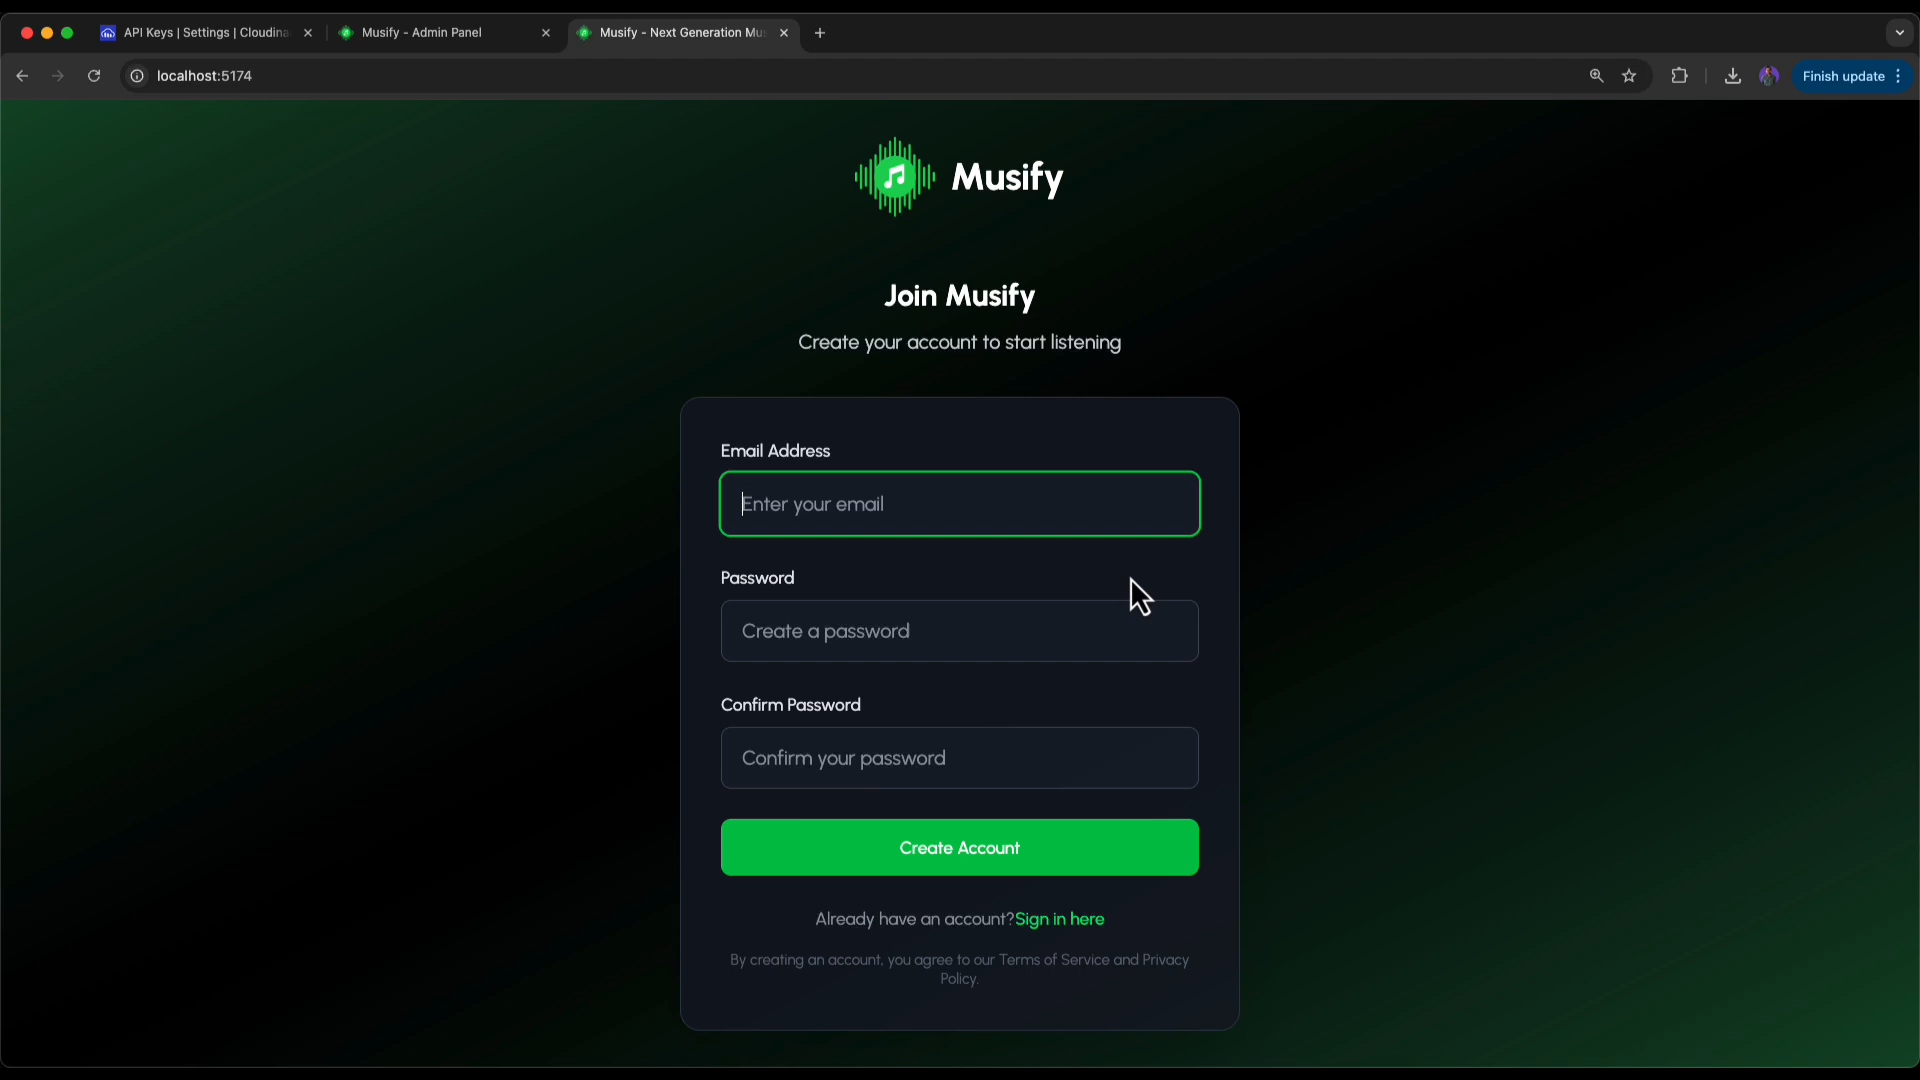 API Keys | Settings | Cloudina
Musify - Admin Panel
Musify - Next Generation Mu
localhost:5174
Finish update
Musify
Join Musify
Create your account to start listening
Email Address
Enter your email
Password
Create a password
Confirm Password
Confirm your password
Create Account
Already have an account?Sign in here
By creating an account, you agree to our Terms of Service and Privacy
Policy.